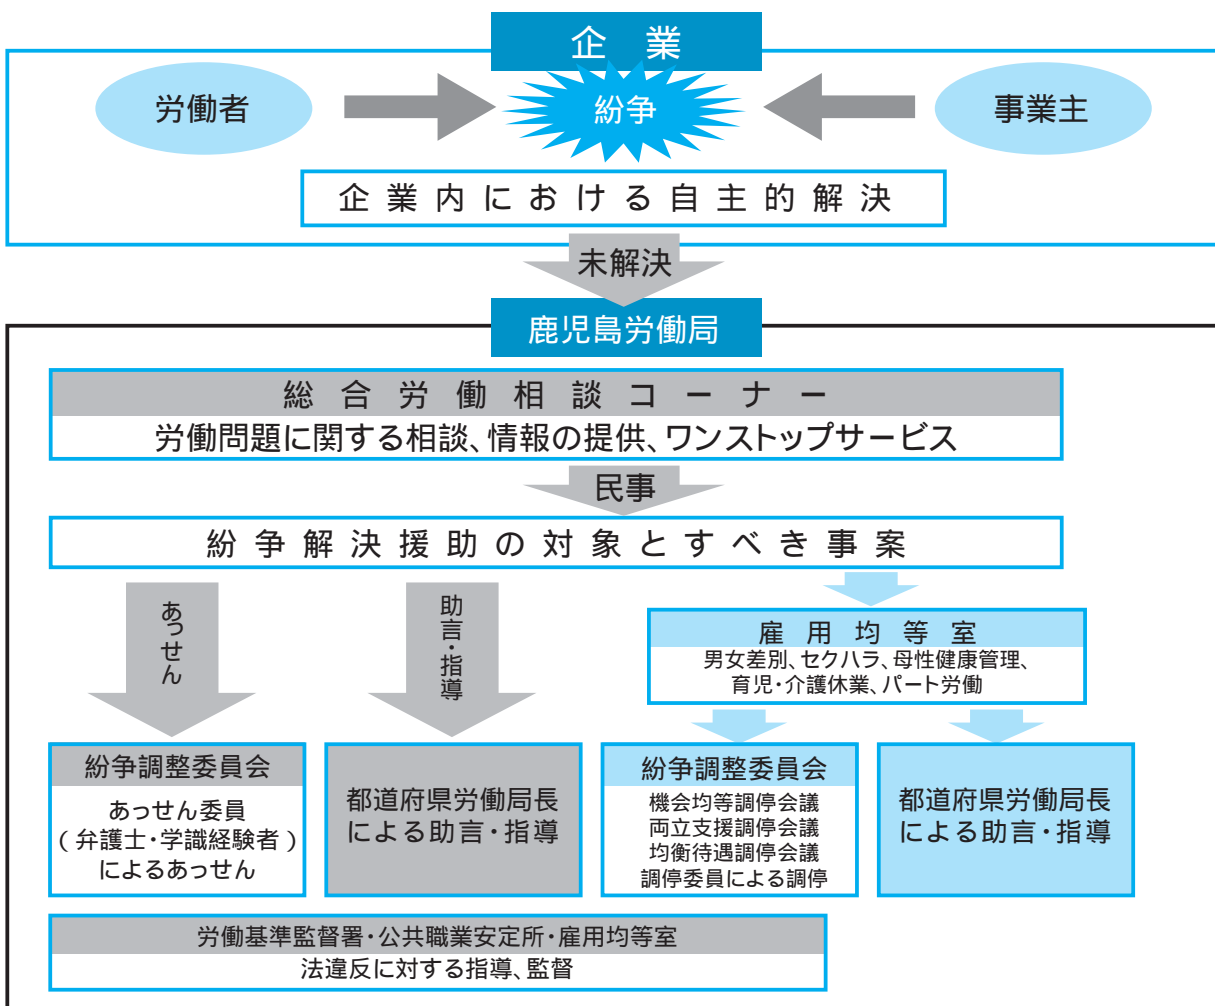 企業
労働者
紛争
事業主
企業内における自主的解決
未解決
鹿児島労働局
総合労働相談コーナー
労働問題に関する相談、情報の提供、ワンストップサービス
民事
紛争解決援助の対象とすべき事案
あっせん
助言・指導
雇用均等室
男女差別、セクハラ、母性健康管理、
育児・介護休業、パート労働
紛争調整委員会
あっせん委員
(弁護士・学識経験者)
によるあっせん
都道府県労働局長
による助言・指導
紛争調整委員会
機会均等調停会議
両立支援調停会議
均衡待遇調停会議
調停委員による調停
都道府県労働局長
による助言・指導
労働基準監督署・公共職業安定所・雇用均等室
法違反に対する指導、監督